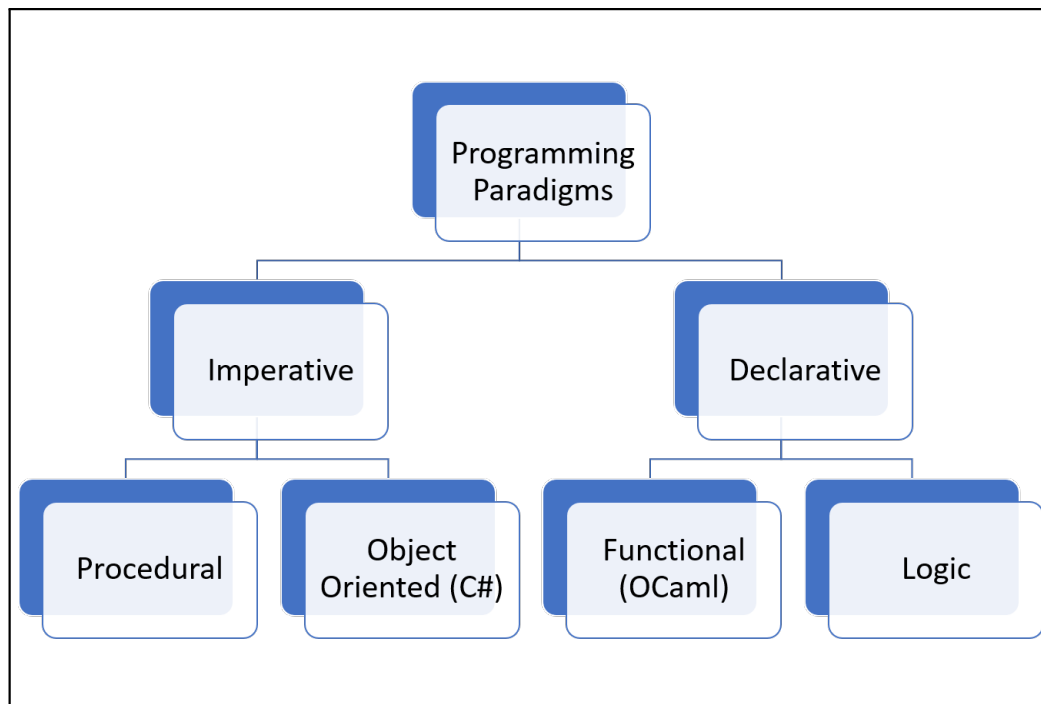 Programming
Paradigms
Imperative
Declarative
Procedural
Object
Oriented (C#)
Functional
(OCaml)
Logic